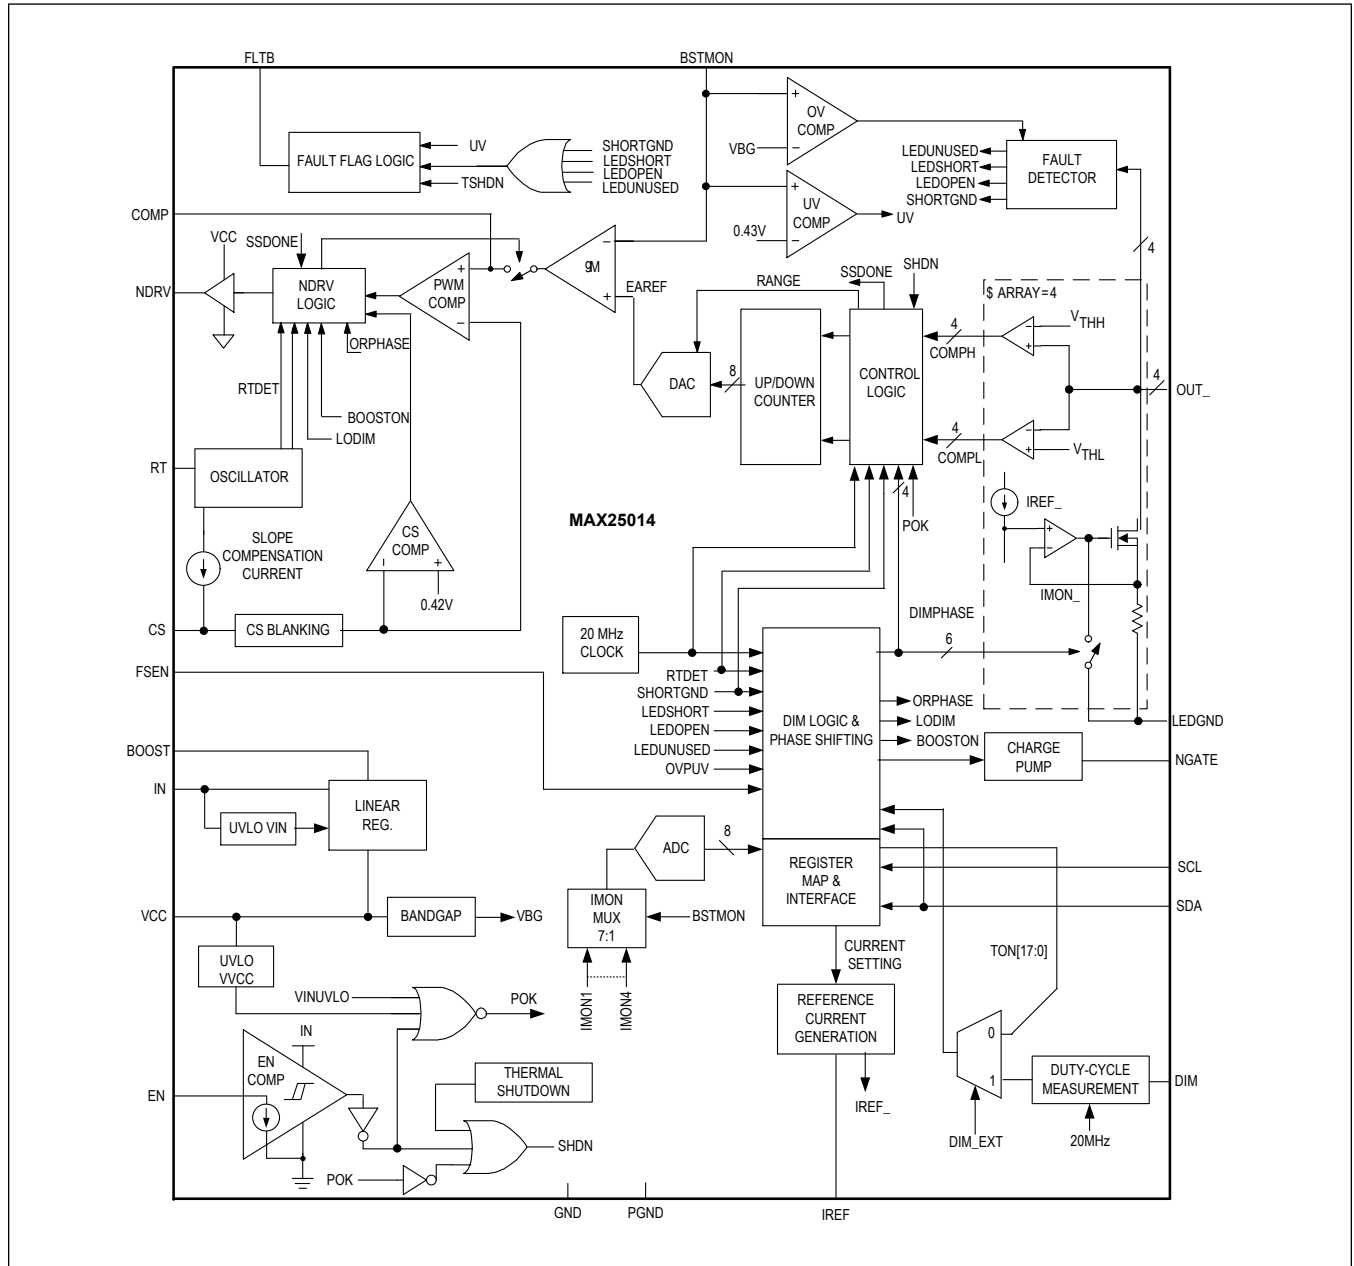 FLTB
BSTMON
FAULT FLAG LOGIC
UV
TSHDN
SHORTGND
LEDSHORT
LEDOPEN
LEDUNUSED
+
OV
COMP
VBG
−
LEDUNUSED
LEDSHORT
LEDOPEN
SHORTGND
FAULT
DETECTOR
+
UV
COMP
0.43V
−
UV
4
COMP
VCC
SSDONE
NDRV
NDRV
LOGIC
ORPHASE
PWM
COMP
+
−
gM
−
+
EAREF
RTDET
BOOSTON
LODIM
RANGE
SSDONE
SHDN
DAC
8
UP/DOWN
COUNTER
CONTROL
LOGIC
4
COMPH
4
COMPL
4
POK
$ ARRAY=4
−
+
VTHH
4
OUT_
−
+
VTHL
IREF_
+
−
IMON_
RT
OSCILLATOR
SLOPE
COMPENSATION
CURRENT
CS
COMP
−
+
0.42V
MAX25014
CS
CS BLANKING
FSEN
20 MHz
CLOCK
RTDET
SHORTGND
LEDSHORT
LEDOPEN
LEDUNUSED
OVPUV
DIM LOGIC &
PHASE SHIFTING
DIMPHASE
6
ORPHASE
LODIM
BOOSTON
LEDGND
CHARGE
PUMP
NGATE
BOOST
IN
UVLO VIN
LINEAR
REG.
ADC
8
REGISTER
MAP &
INTERFACE
SCL
SDA
VCC
BANDGAP
VBG
IMON
MUX
7:1
BSTMON
IMON1
IMON4
CURRENT
SETTING
TON[17:0]
UVLO
VVCC
VINUVLO
POK
REFERENCE
CURRENT
GENERATION
IREF_
0
1
DIM_EXT
DUTY-CYCLE
MEASUREMENT
20MHz
DIM
IN
EN
COMP
EN
THERMAL
SHUTDOWN
SHDN
POK
GND
PGND
IREF